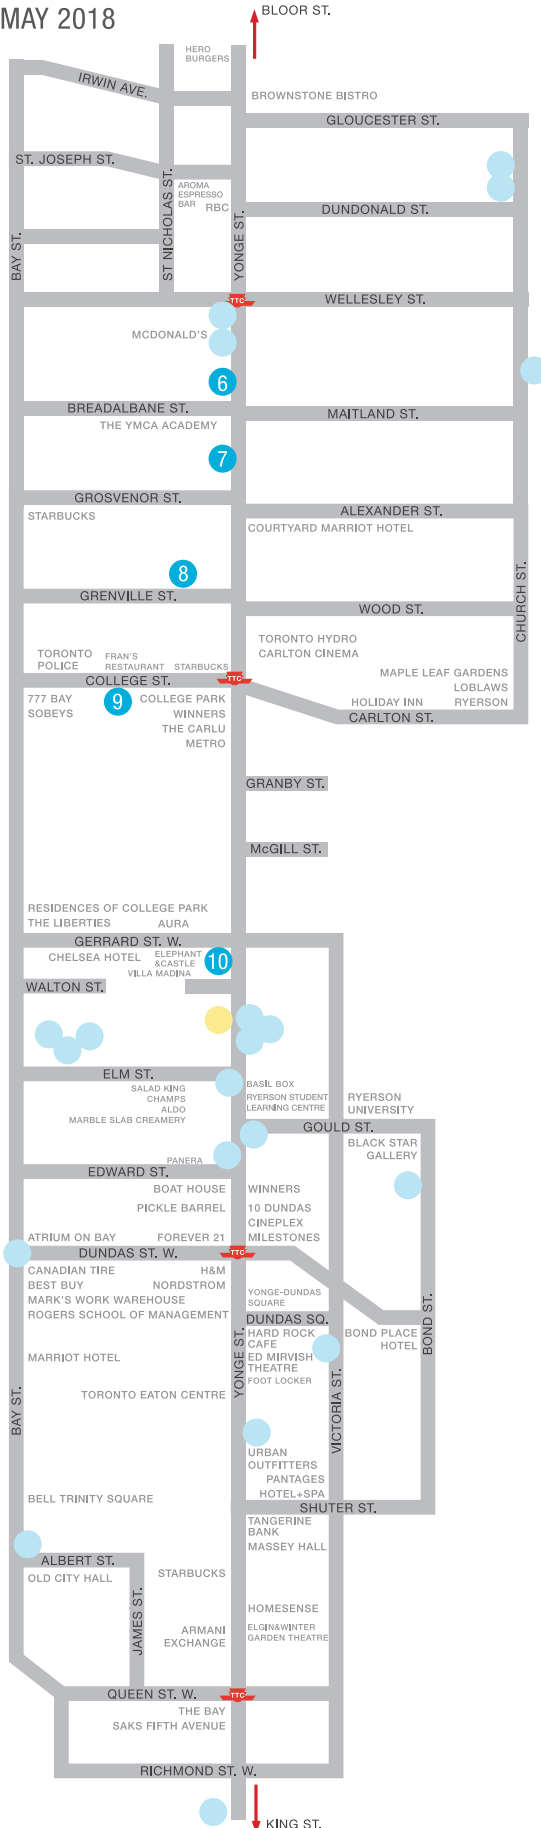 MAY 2018
BLOOR ST.
HERO
BURGERS
IRWIN AVE.
BROWNSTONE BISTRO
GLOUCESTER ST.
ST. JOSEPH ST.
AROMA
ESPRESSO
BAR
RBC
DUNDONALD ST.
ST NICHOLAS ST.
YONGE ST.
BAY ST.
TTC
WELLESLEY ST.
MCDONALD'S
6
BREADALBANE ST.
MAITLAND ST.
THE YMCA ACADEMY
7
GROSVENOR ST.
STARBUCKS
ALEXANDER ST.
COURTYARD MARRIOT HOTEL
8
GRENVILLE ST.
WOOD ST.
CHURCH ST.
TORONTO HYDRO
CARLTON CINEMA
TORONTO
POLICE
FRAN'S
RESTAURANT
STARBUCKS
COLLEGE ST.
TTC
MAPLE LEAF GARDENS
LOBLAWS
RYERSON
HOLIDAY INN
CARLTON ST.
777 BAY
SOBEYS
9
COLLEGE PARK
WINNERS
THE CARLU
METRO
GRANBY ST.
McGILL ST.
RESIDENCES OF COLLEGE PARK
THE LIBERTIES
AURA
GERRARD ST. W.
CHELSEA HOTEL
ELEPHANT
&CASTLE
VILLA MADINA
10
WALTON ST.
ELM ST.
SALAD KING
CHAMPS
ALDO
MARBLE SLAB CREAMERY
BASIL BOX
RYERSON STUDENT
LEARNING CENTRE
RYERSON
UNIVERSITY
GOULD ST.
BLACK STAR
GALLERY
PANERA
EDWARD ST.
BOAT HOUSE
PICKLE BARREL
WINNERS
10 DUNDAS
CINEPLEX
MILESTONES
ATRIUM ON BAY
FOREVER 21
DUNDAS ST. W.
TTC
CANADIAN TIRE
BEST BUY
H&M
NORDSTROM
MARK'S WORK WAREHOUSE
ROGERS SCHOOL OF MANAGEMENT
YONGE-DUNDAS
SQUARE
DUNDAS SQ.
HARD ROCK
CAFE
ED MIRVISH
THEATRE
FOOT LOCKER
BOND PLACE
HOTEL
BOND ST.
MARRIOT HOTEL
YONGE ST.
VICTORIA ST.
TORONTO EATON CENTRE
BAY ST.
URBAN
OUTFITTERS
PANTAGES
HOTEL+SPA
BELL TRINITY SQUARE
SHUTER ST.
TANGERINE
BANK
MASSEY HALL
ALBERT ST.
OLD CITY HALL
STARBUCKS
JAMES ST.
HOMESENSE
ELGIN&WINTER
GARDEN THEATRE
ARMANI
EXCHANGE
QUEEN ST. W.
TTC
THE BAY
SAKS FIFTH AVENUE
RICHMOND ST. W.
KING ST.